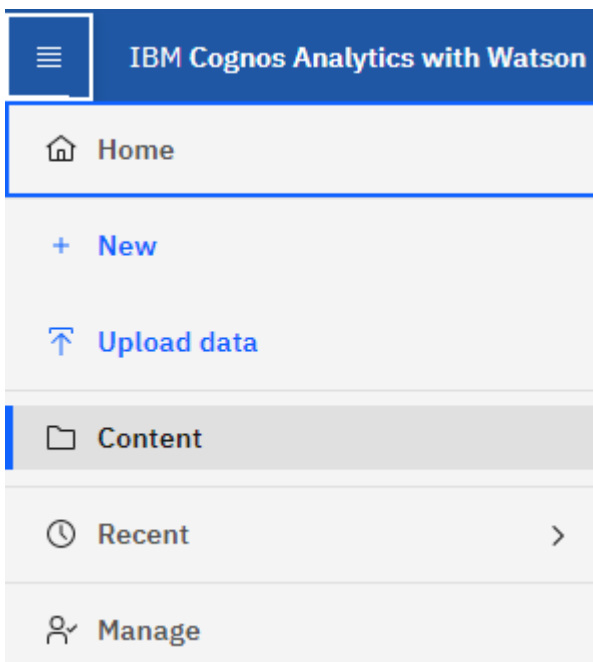 IBM Cognos Analytics with Watson
Home
New
Upload data
Content
Recent
Manage